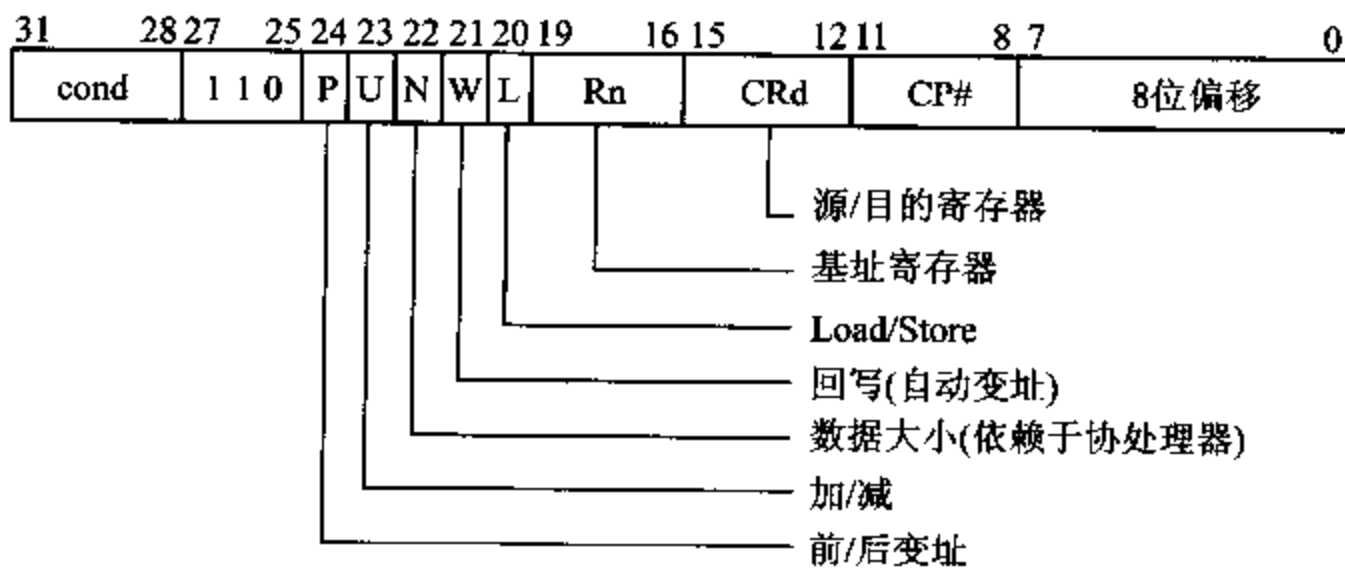 31 28 27 25 24 23 22 21 20 19 16 15 12 11 8 7 0
cond 1 1 0 P U N W L Rn CRd CP# 8位偏移
源/目的寄存器
基址寄存器
Load/Store
回写(自动变址)
数据大小(依赖于协处理器)
加/减
前/后变址